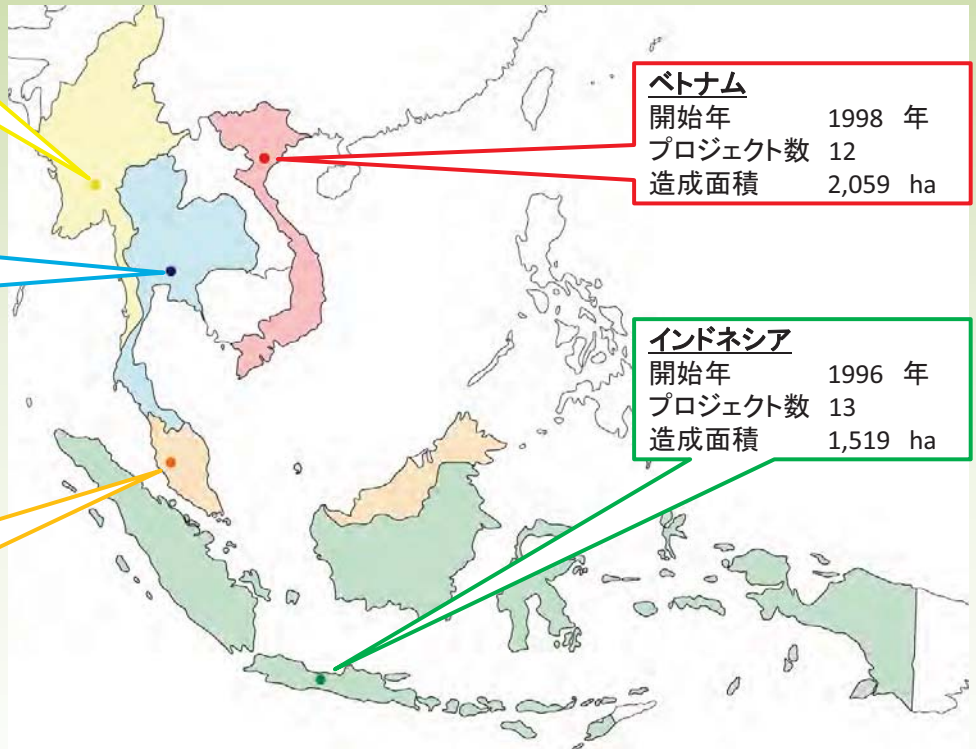 ベトナム
開始年 1998 年
プロジェクト数 12
造成面積 2,059 ha
インドネシア
開始年 1996 年
プロジェクト数 13
造成面積 1,519 ha